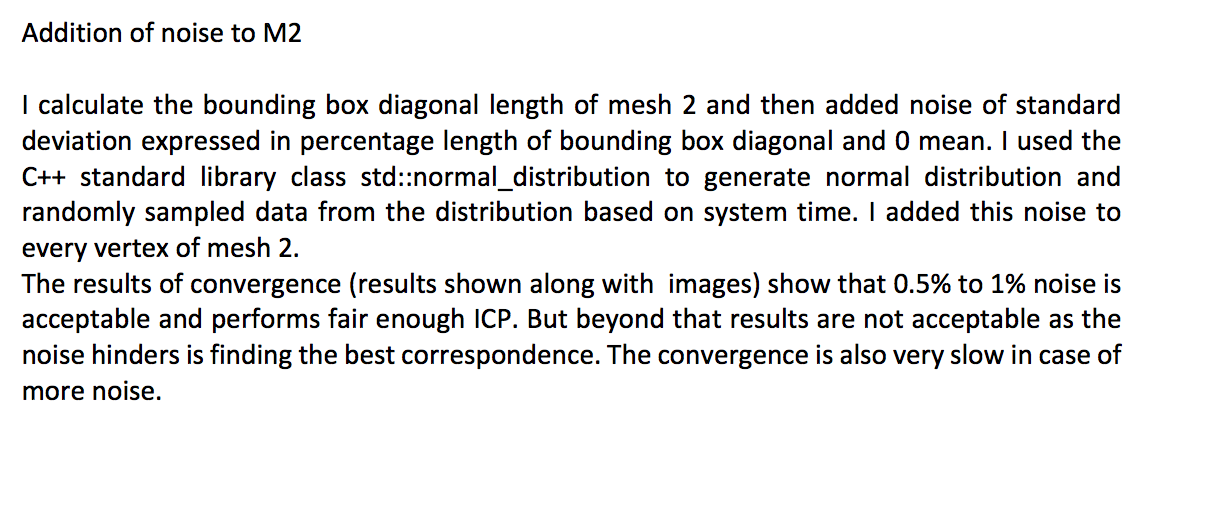 Addition of noise to M2
I calculate the bounding box diagonal length of mesh 2 and then added noise of standard
deviation expressed in percentage length of bounding box diagonal and 0 mean. I used the
C++ standard library class std::normal_distribution to generate normal distribution and
randomly sampled data from the distribution based on system time. I added this noise to
every vertex of mesh 2.
The results of convergence (results shown along with  images) show that 0.5% to 1% noise is
acceptable and performs fair enough ICP. But beyond that results are not acceptable as the
noise hinders is finding the best correspondence. The convergence is also very slow in case of
more noise.